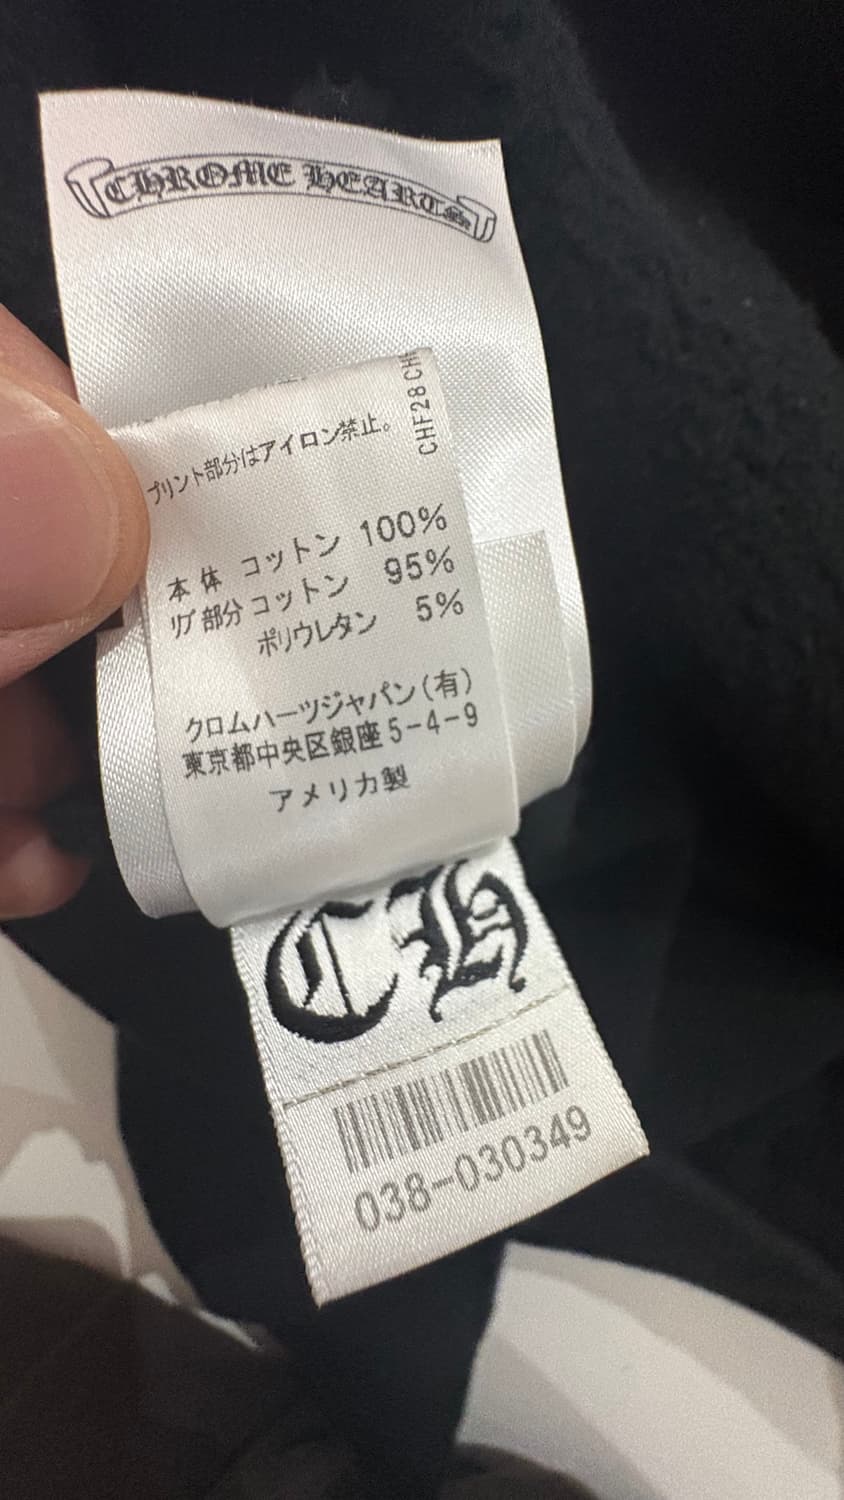 CHROME HEARTS
CHF28 CH
プリント部分はアイロン禁止。
本体 コットン 100%
リブ部分 コットン 95%
ポリウレタン 5%
クロムハーツジャパン(有)
東京都中央区銀座5-4-9
アメリカ製
CH
038-030349